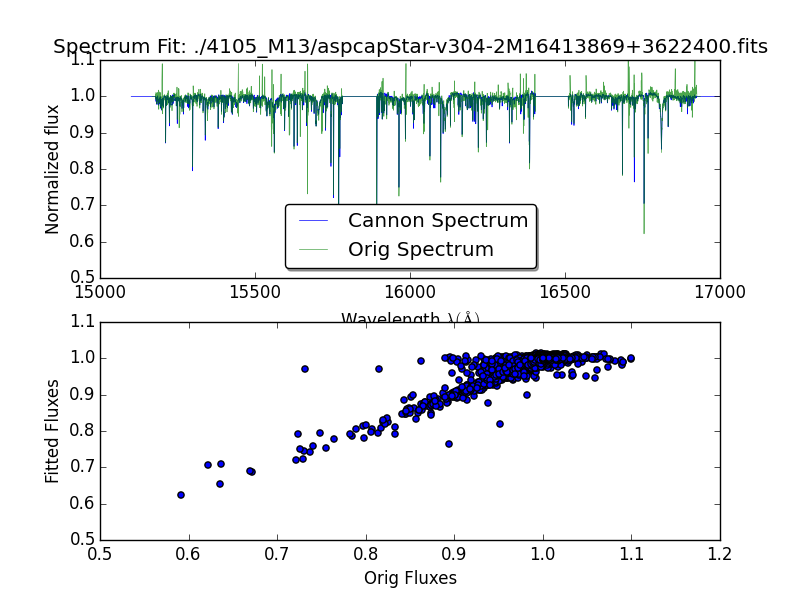 Spectrum Fit: ./4105_M13/aspcapStar-v304-2M16413869+3622400.fits
1.1
1.0
0.9
0.8
0.7
0.6
0.5
Normalized flux
Cannon Spectrum
Orig Spectrum
15000 15500 16000 16500 17000
Wavelength λ(Å)
1.1
1.0
0.9
0.8
0.7
0.6
0.5
Fitted Fluxes
0.5 0.6 0.7 0.8 0.9 1.0 1.1 1.2
Orig Fluxes